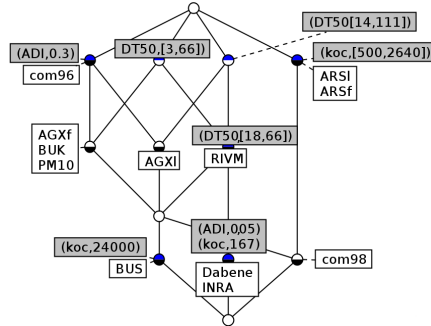 (DT50[14,111])
(ADI,0.3)
DT50,[3,66])
(koc,[500,2640])
com96
ARSl
ARSf
AGXf
BUK
PM10
AGXl
(DT50,[18,66])
RIVM
(koc,24000)
BUS
(ADI,0,05)
(koc,167)
Dabene
INRA
com98